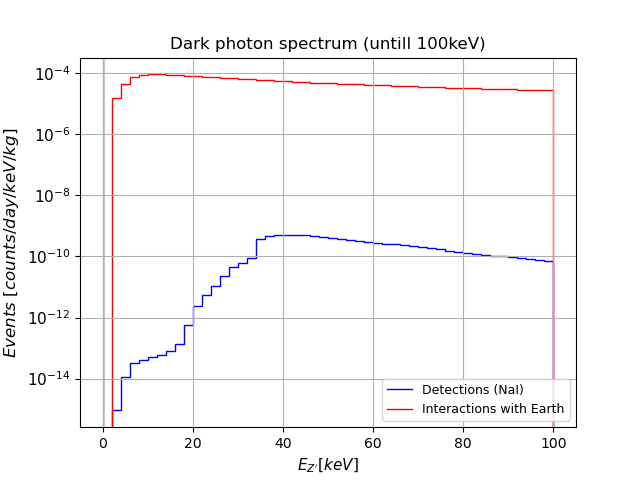 Dark photon spectrum (untill 100keV)
Events [counts/day/keV/kg]
10⁻⁴
10⁻⁶
10⁻⁸
10⁻¹⁰
10⁻¹²
10⁻¹⁴
Detections (NaI)
Interactions with Earth
0 20 40 60 80 100
E_Z′[keV]